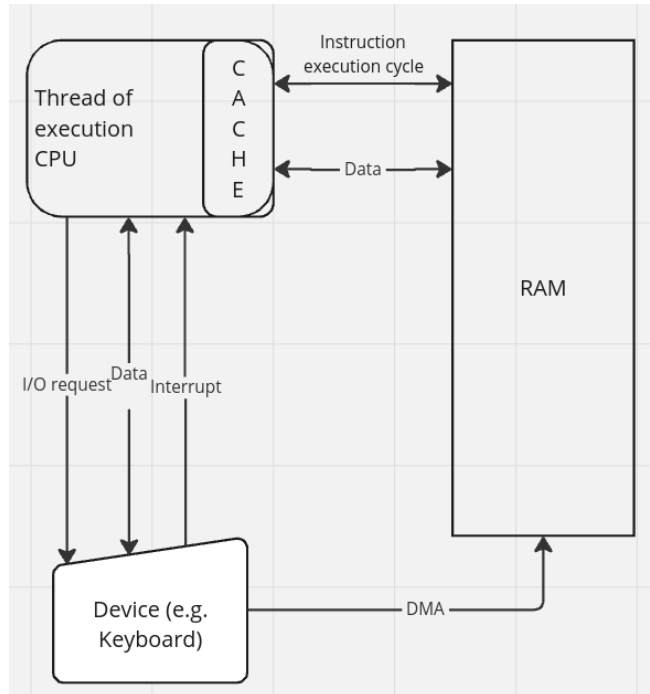 Thread of
execution
CPU
C
A
C
H
E
Instruction
execution cycle
Data
RAM
I/O request
Data
Interrupt
Device (e.g.
Keyboard)
DMA